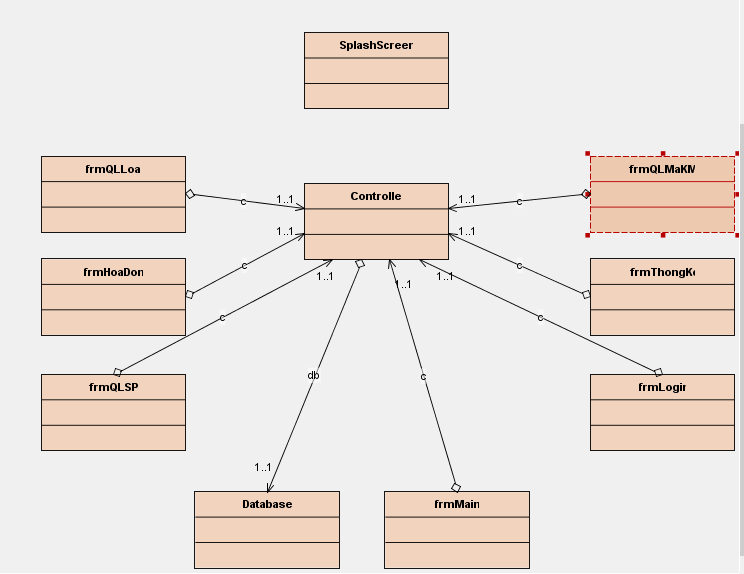 SplashScreer
frmQLLoa
frmQLMaKM
Controlle
c
1..1
1..1
c
1..1
1..1
frmHoaDon
c
c
frmThongKe
1..1
1..1
1..1
c
c
frmQLSP
db
c
frmLogir
1..1
Database
frmMain